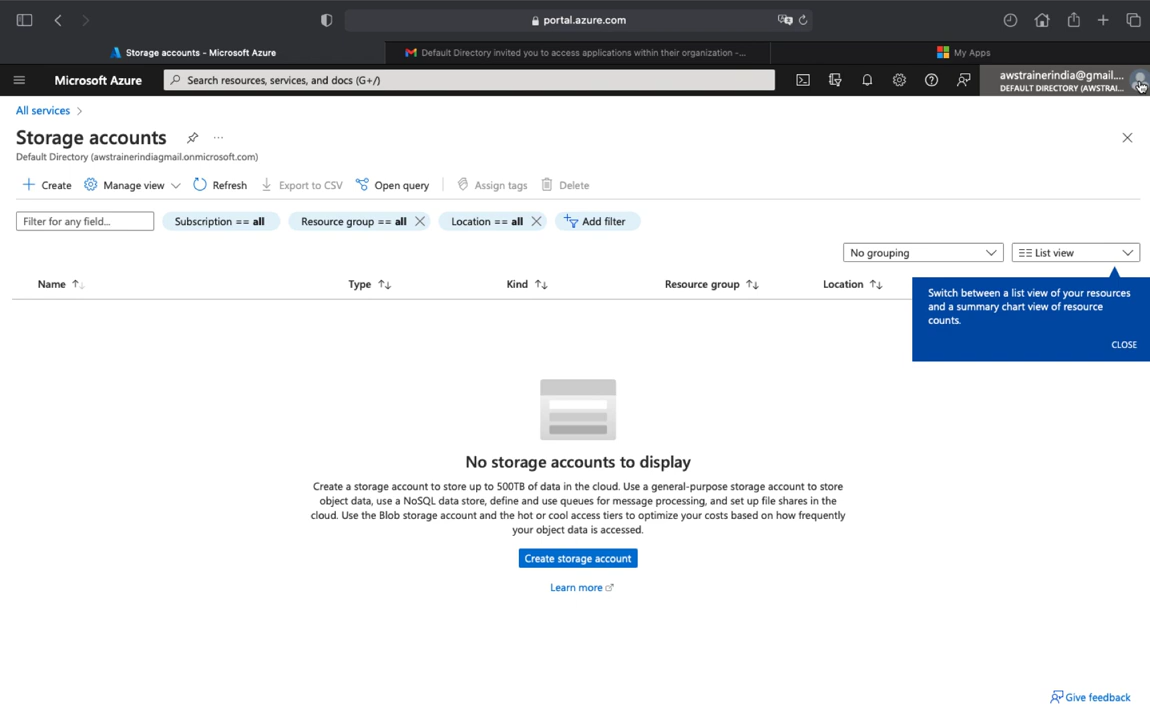 portal.azure.com
Storage accounts - Microsoft Azure
Default Directory invited you to access applications within their organization -...
My Apps
Microsoft Azure
Search resources, services, and docs (G+/)
awstrainerindia@gmail....
DEFAULT DIRECTORY (AWSTRAI...
All services >
Storage accounts
...
Default Directory (awstrainerindiagmail.onmicrosoft.com)
Create
Manage view
Refresh
Export to CSV
Open query
Assign tags
Delete
Filter for any field...
Subscription == all
Resource group == all
Location == all
Add filter
No grouping
List view
Name
Type
Kind
Resource group
Location
Switch between a list view of your resources
and a summary chart view of resource
counts.
CLOSE
No storage accounts to display
Create a storage account to store up to 500TB of data in the cloud. Use a general-purpose storage account to store
object data, use a NoSQL data store, define and use queues for message processing, and set up file shares in the
cloud. Use the Blob storage account and the hot or cool access tiers to optimize your costs based on how frequently
your object data is accessed.
Create storage account
Learn more
Give feedback